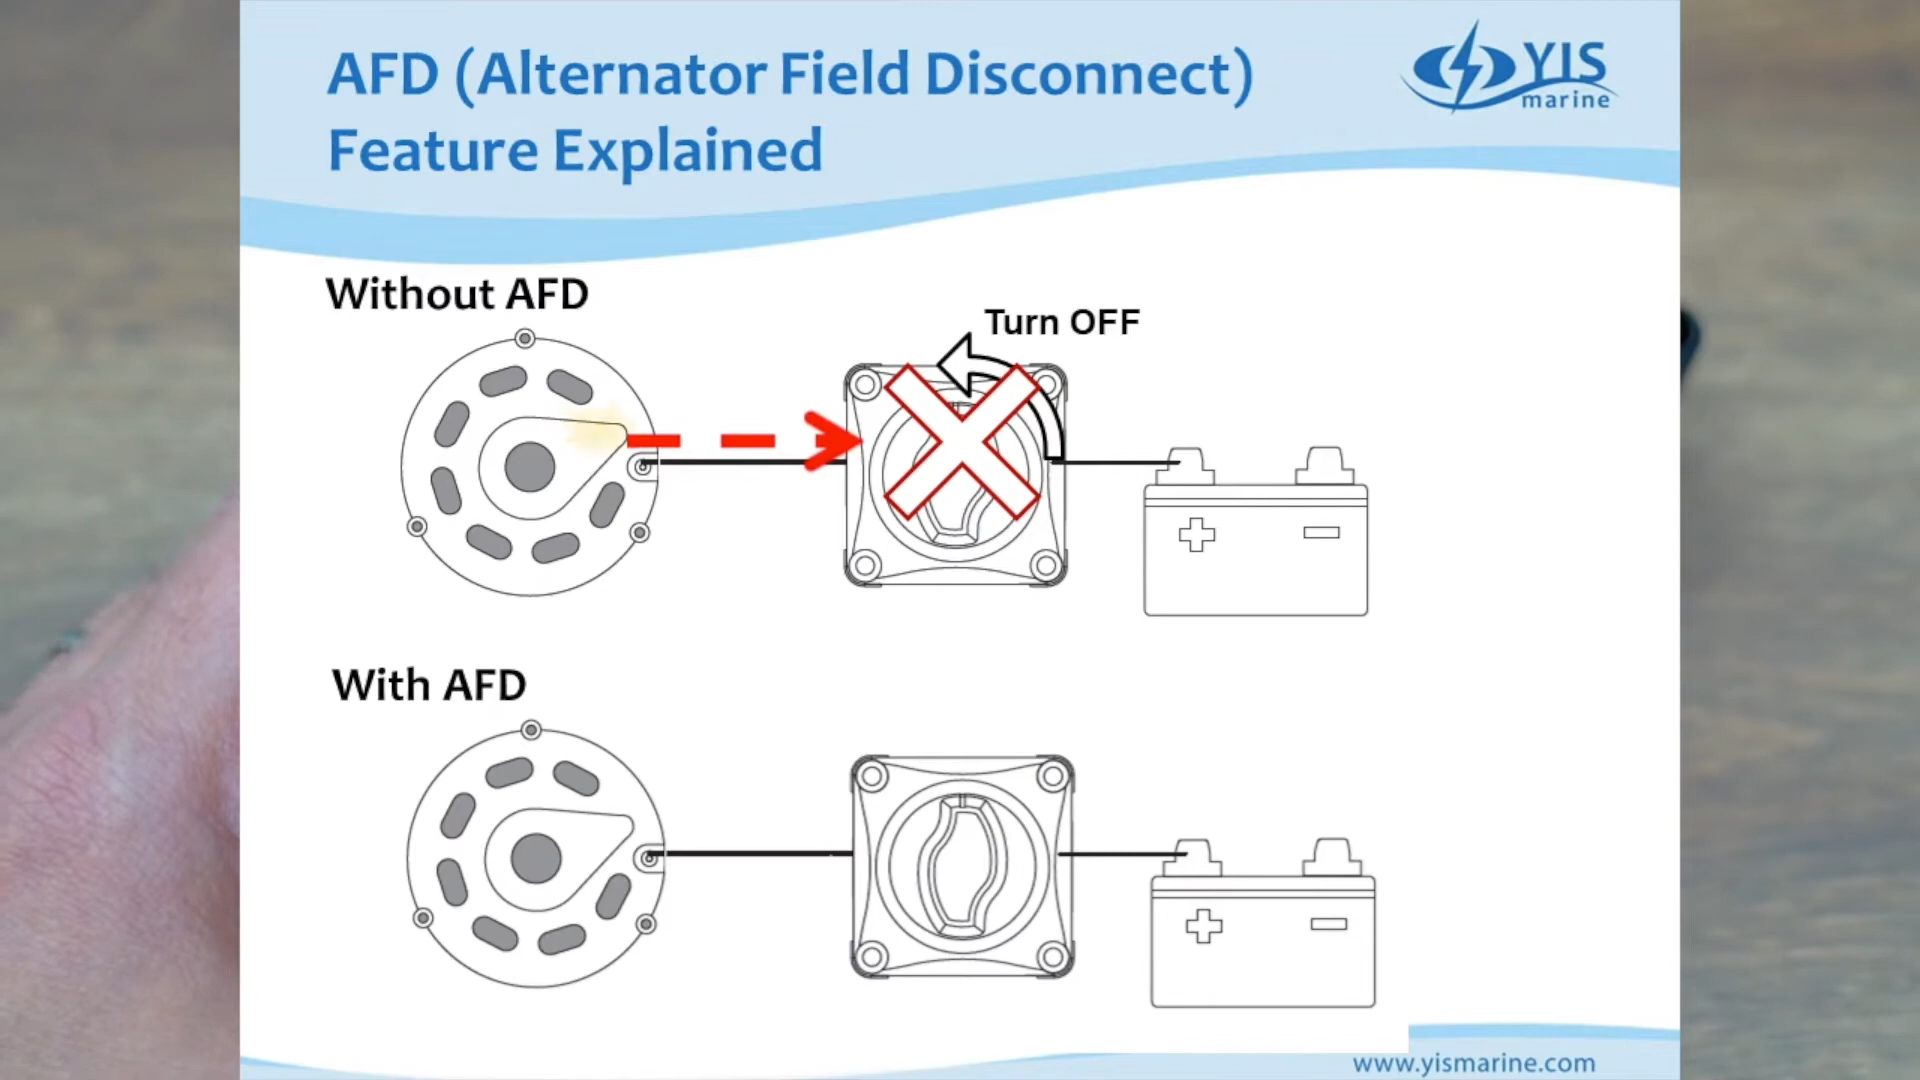 AFD (Alternator Field Disconnect)
Feature Explained
YIS
marine
Without AFD
Turn OFF
With AFD
www.yismarine.com